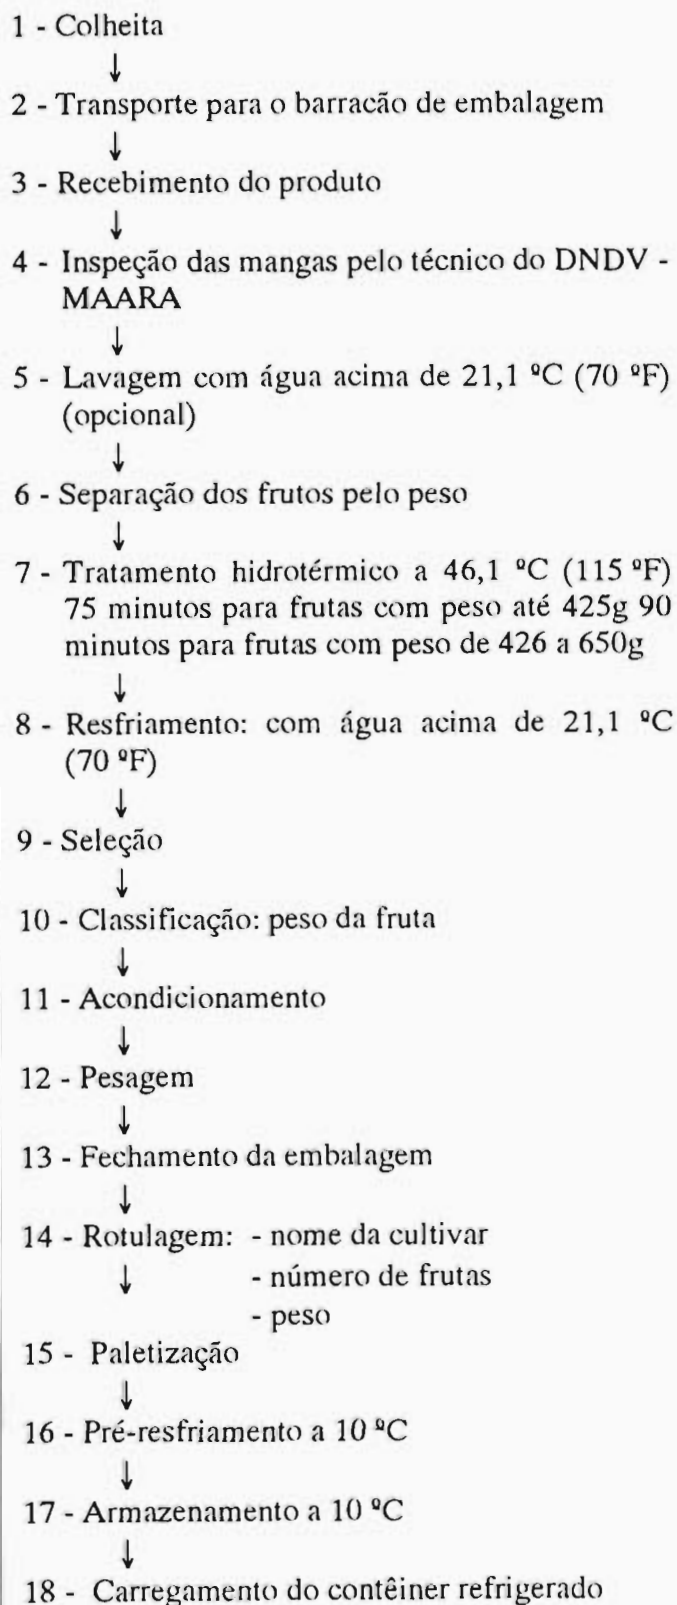 1 - Colheita
↓
2 - Transporte para o barracão de embalagem
↓
3 - Recebimento do produto
↓
4 - Inspeção das mangas pelo técnico do DNDV -
MAARA
↓
5 - Lavagem com água acima de 21,1 ºC (70 ºF)
(opcional)
↓
6 - Separação dos frutos pelo peso
↓
7 - Tratamento hidrotérmico a 46,1 ºC (115 ºF)
75 minutos para frutas com peso até 425g 90
minutos para frutas com peso de 426 a 650g
↓
8 - Resfriamento: com água acima de 21,1 ºC
(70 ºF)
↓
9 - Seleção
↓
10 - Classificação: peso da fruta
↓
11 - Acondicionamento
↓
12 - Pesagem
↓
13 - Fechamento da embalagem
↓
14 - Rotulagem: - nome da cultivar
↓ - número de frutas
- peso
15 - Paletização
↓
16 - Pré-resfriamento a 10 ºC
↓
17 - Armazenamento a 10 ºC
↓
18 - Carregamento do contêiner refrigerado